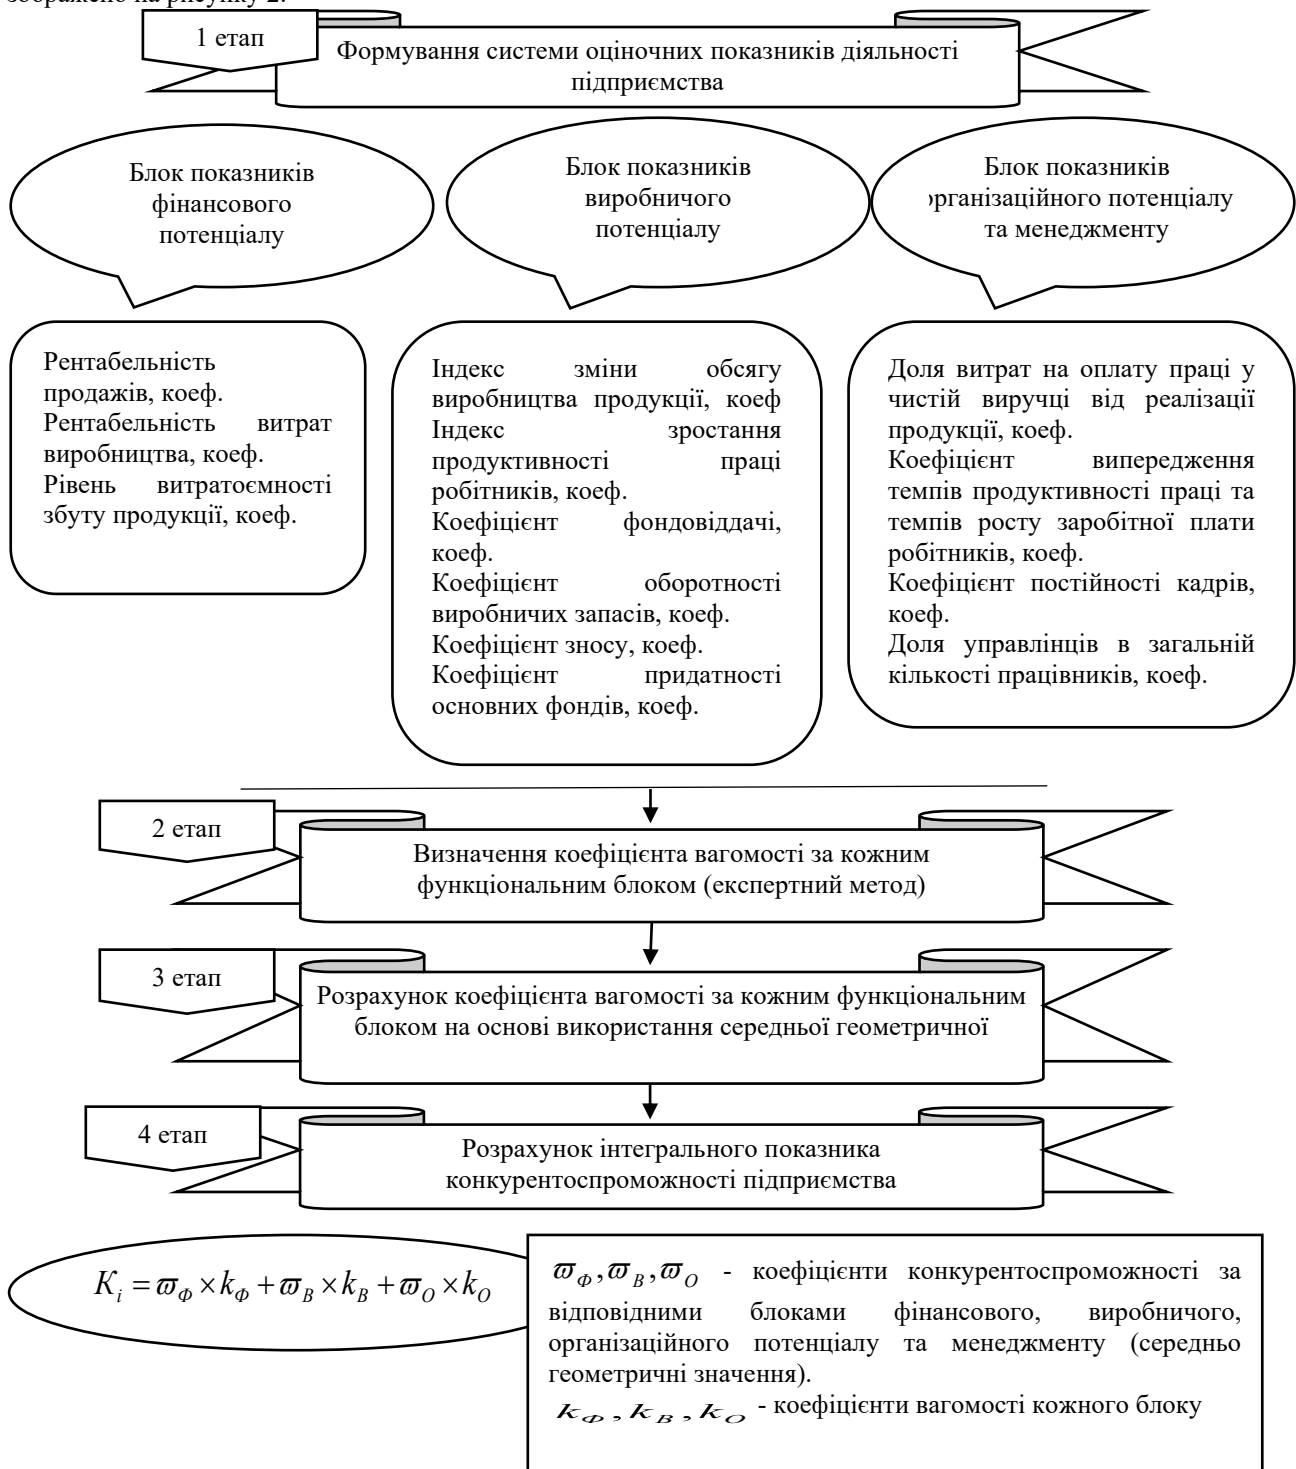 зображено на рисунку 2.
1 етап
Формування системи оціночних показників діяльності
підприємства
Блок показників
фінансового
потенціалу
Блок показників
виробничого
потенціалу
Блок показників
рганізаційного потенціалу
та менеджменту
Рентабельність
продажів, коеф.
Рентабельність витрат
виробництва, коеф.
Рівень витратоємності
збуту продукції, коеф.
Індекс зміни обсягу
виробництва продукції, коеф
Індекс зростання
продуктивності праці
робітників, коеф.
Коефіцієнт фондовіддачі,
коеф.
Коефіцієнт оборотності
виробничих запасів, коеф.
Коефіцієнт зносу, коеф.
Коефіцієнт придатності
основних фондів, коеф.
Доля витрат на оплату праці у
чистій виручці від реалізації
продукції, коеф.
Коефіцієнт випередження
темпів продуктивності праці та
темпів росту заробітної плати
робітників, коеф.
Коефіцієнт постійності кадрів,
коеф.
Доля управлінців в загальній
кількості працівників, коеф.
2 етап
Визначення коефіцієнта вагомості за кожним
функціональним блоком (експертний метод)
3 етап
Розрахунок коефіцієнта вагомості за кожним функціональним
блоком на основі використання середньої геометричної
4 етап
Розрахунок інтегрального показника
конкурентоспроможності підприємства
K_i = ϖ_Ф × k_Ф + ϖ_В × k_В + ϖ_О × k_О
ϖ_Ф, ϖ_В, ϖ_О - коефіцієнти конкурентоспроможності за
відповідними блоками фінансового, виробничого,
організаційного потенціалу та менеджменту (середньо
геометричні значення).
k_Ф, k_В, k_О - коефіцієнти вагомості кожного блоку